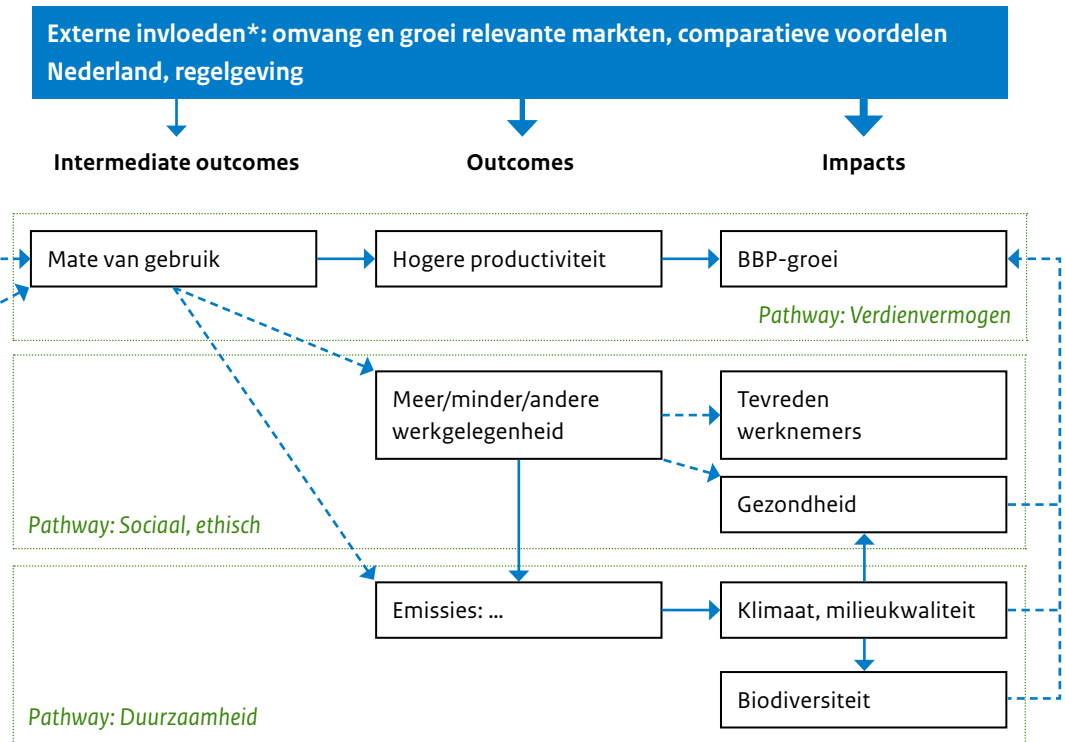 Externe invloeden*: omvang en groei relevante markten, comparatieve voordelen
Nederland, regelgeving
Intermediate outcomes
Outcomes
Impacts
Mate van gebruik
Hogere productiviteit
BBP-groei
Pathway: Verdienvermogen
Meer/minder/andere
werkgelegenheid
Tevreden
werknemers
Gezondheid
Pathway: Sociaal, ethisch
Emissies: ...
Klimaat, milieukwaliteit
Biodiversiteit
Pathway: Duurzaamheid